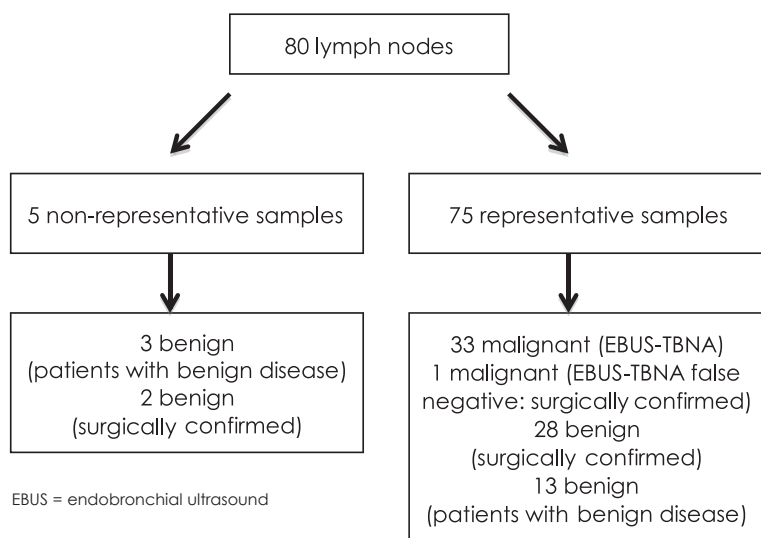 80 lymph nodes
5 non-representative samples
75 representative samples
3 benign
(patients with benign disease)
2 benign
(surgically confirmed)
33 malignant (EBUS-TBNA)
1 malignant (EBUS-TBNA false
negative: surgically confirmed)
28 benign
(surgically confirmed)
13 benign
(patients with benign disease)
EBUS = endobronchial ultrasound